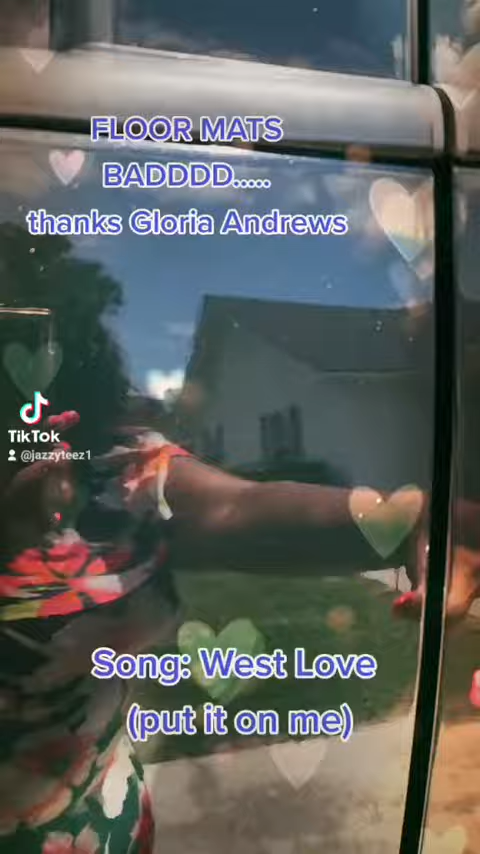 FLOOR MATS
BADDDD.....
thanks Gloria Andrews
TikTok
@jazzyteez1
Song: West Love
(put it on me)